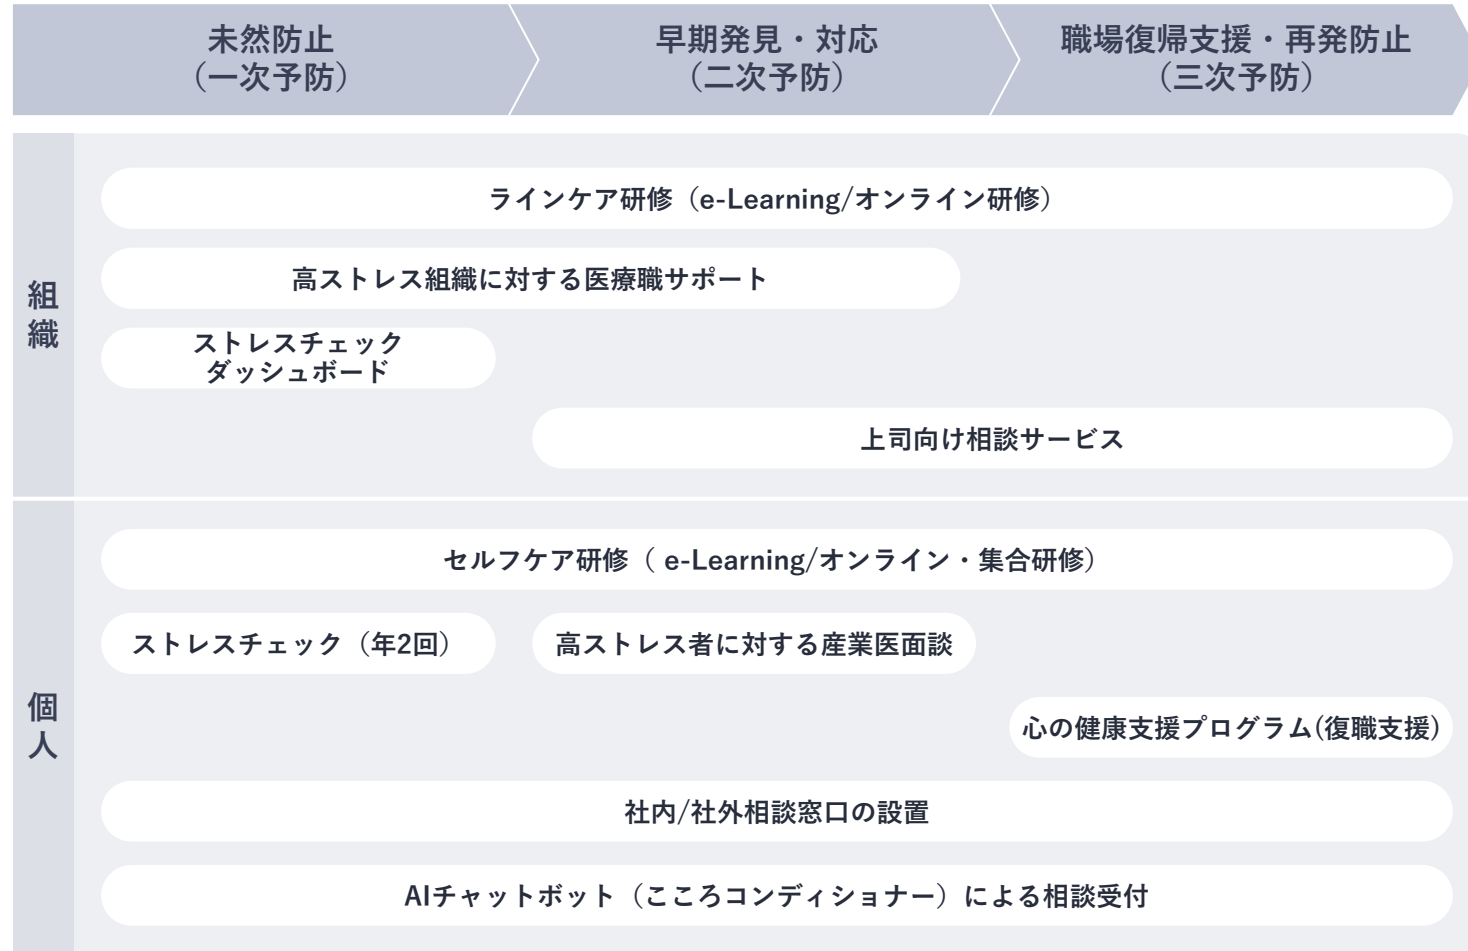 未然防止
（一次予防）
早期発見・対応
（二次予防）
職場復帰支援・再発防止
（三次予防）
組織
ラインケア研修（e-Learning/オンライン研修）
高ストレス組織に対する医療職サポート
ストレスチェック
ダッシュボード
上司向け相談サービス
個人
セルフケア研修（ e-Learning/オンライン・集合研修）
ストレスチェック（年2回）
高ストレス者に対する産業医面談
心の健康支援プログラム(復職支援)
社内/社外相談窓口の設置
AIチャットボット（こころコンディショナー）による相談受付